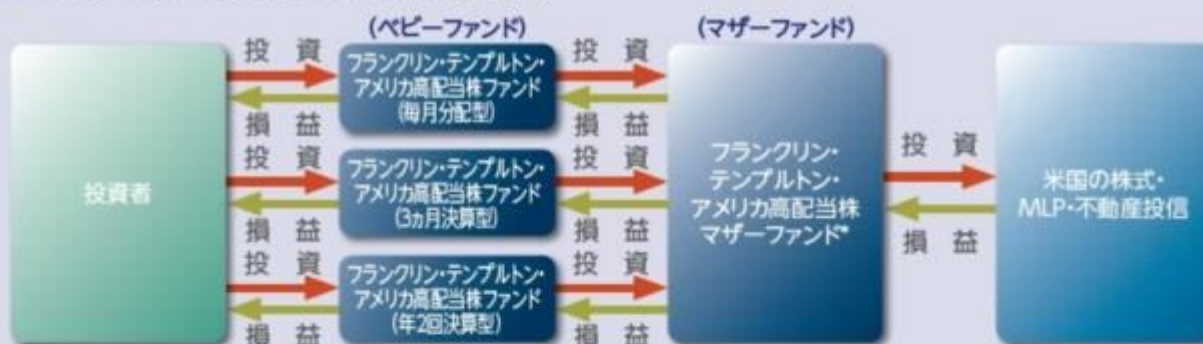 (ベビーファンド)
(マザーファンド)
投資者
投 資
損 益
フランクリン・テンプルトン・
アメリカ高配当株ファンド
(毎月分配型)
投 資
損 益
投 資
損 益
フランクリン・テンプルトン・
アメリカ高配当株ファンド
(3ヵ月決算型)
投 資
損 益
投 資
損 益
フランクリン・テンプルトン・
アメリカ高配当株ファンド
(年2回決算型)
投 資
損 益
フランクリン・
テンプルトン・
アメリカ高配当株
マザーファンド*
投 資
損 益
米国の株式・
MLP・不動産投信